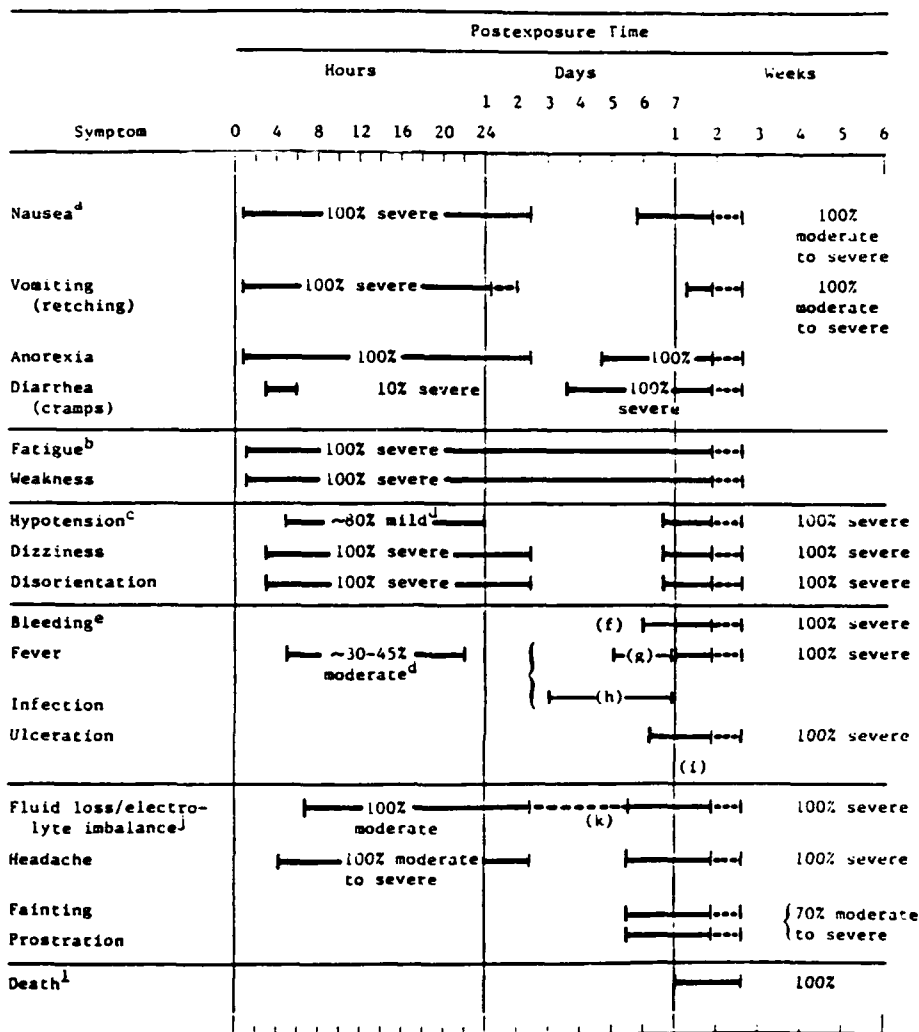 Postexposure Time
Hours Days Weeks
1 2 3 4 5 6 7
Symptom 0 4 8 12 16 20 24 1 2 3 4 5 6
Nausea^d 100% severe 100%
moderate
to severe
Vomiting 100% severe 100%
(retching) moderate
to severe
Anorexia 100% 100%
Diarrhea 10% severe 100%
(cramps) severe
Fatigue^b 100% severe
Weakness 100% severe
Hypotension^c ~80% mild^d 100% severe
Dizziness 100% severe 100% severe
Disorientation 100% severe 100% severe
Bleeding^e (f) 100% severe
Fever ~30-45% (g) 100% severe
moderate^d
Infection (h)
Ulceration 100% severe
(i)
Fluid loss/electro- 100% 100% severe
lyte imbalance^j moderate (k)
Headache 100% moderate 100% severe
to severe
Fainting 70% moderate
Prostration to severe
Death^l 100%